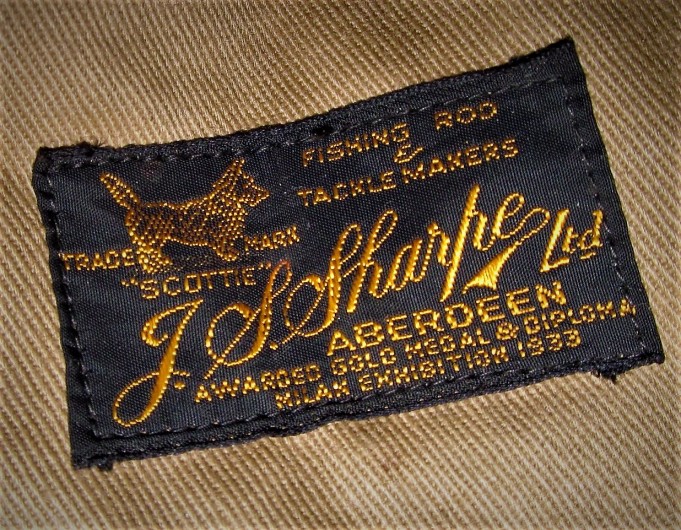 FISHING ROD
&
TACKLE MAKERS
TRADE MARK
"SCOTTIE"
J. S. Sharpe Ltd
ABERDEEN
AWARDED GOLD MEDAL & DIPLOMA
MILAN EXHIBITION 1933